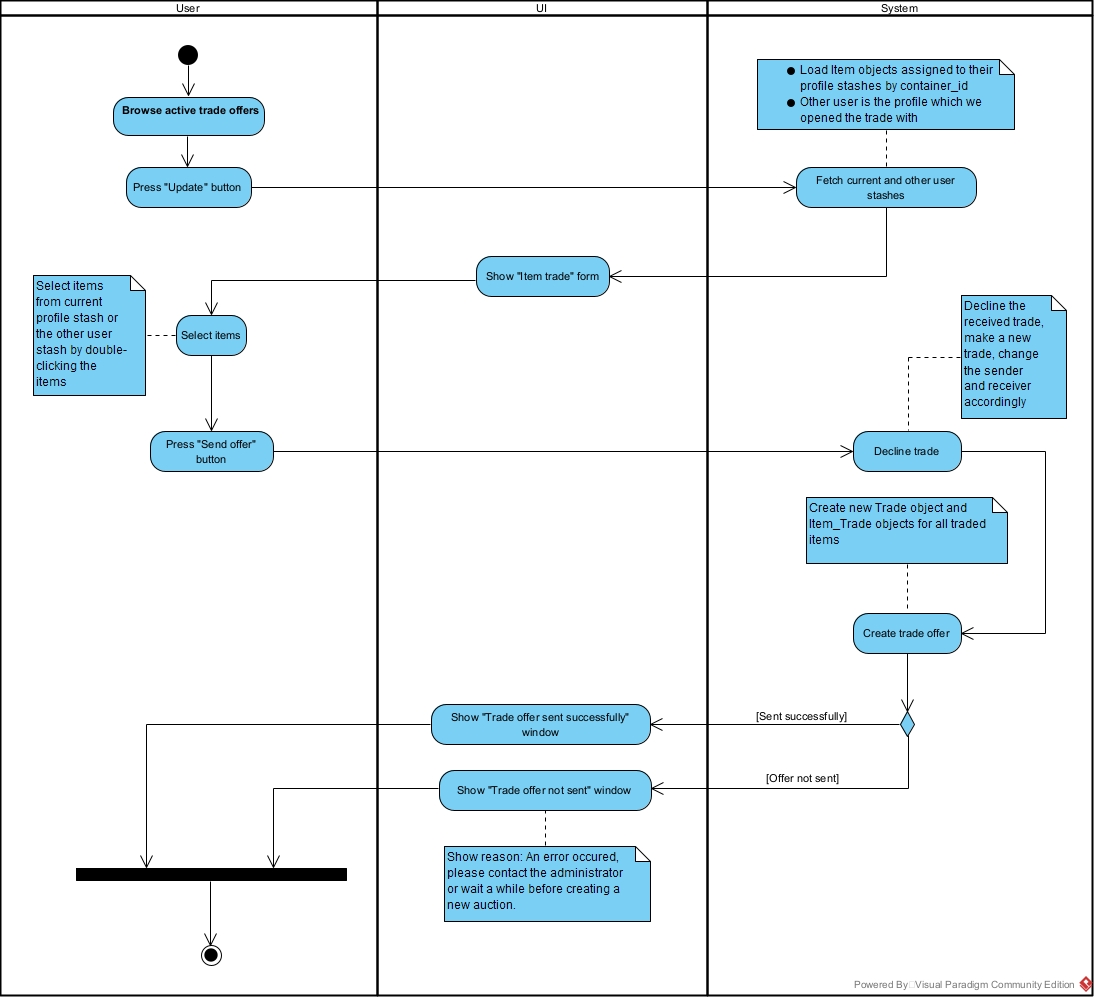 User
UI
System
Browse active trade offers
● Load Item objects assigned to their
profile stashes by container_id
● Other user is the profile which we
opened the trade with
Press "Update" button
Fetch current and other user
stashes
Show "Item trade" form
Select items
from current
profile stash or
the other user
stash by double-
clicking the
items
Select items
Decline the
received trade,
make a new
trade, change
the sender
and receiver
accordingly
Press "Send offer"
button
Decline trade
Create new Trade object and
Item_Trade objects for all traded
items
Create trade offer
[Sent successfully]
Show "Trade offer sent successfully"
window
[Offer not sent]
Show "Trade offer not sent" window
Show reason: An error occured,
please contact the administrator
or wait a while before creating a
new auction.
Powered By Visual Paradigm Community Edition